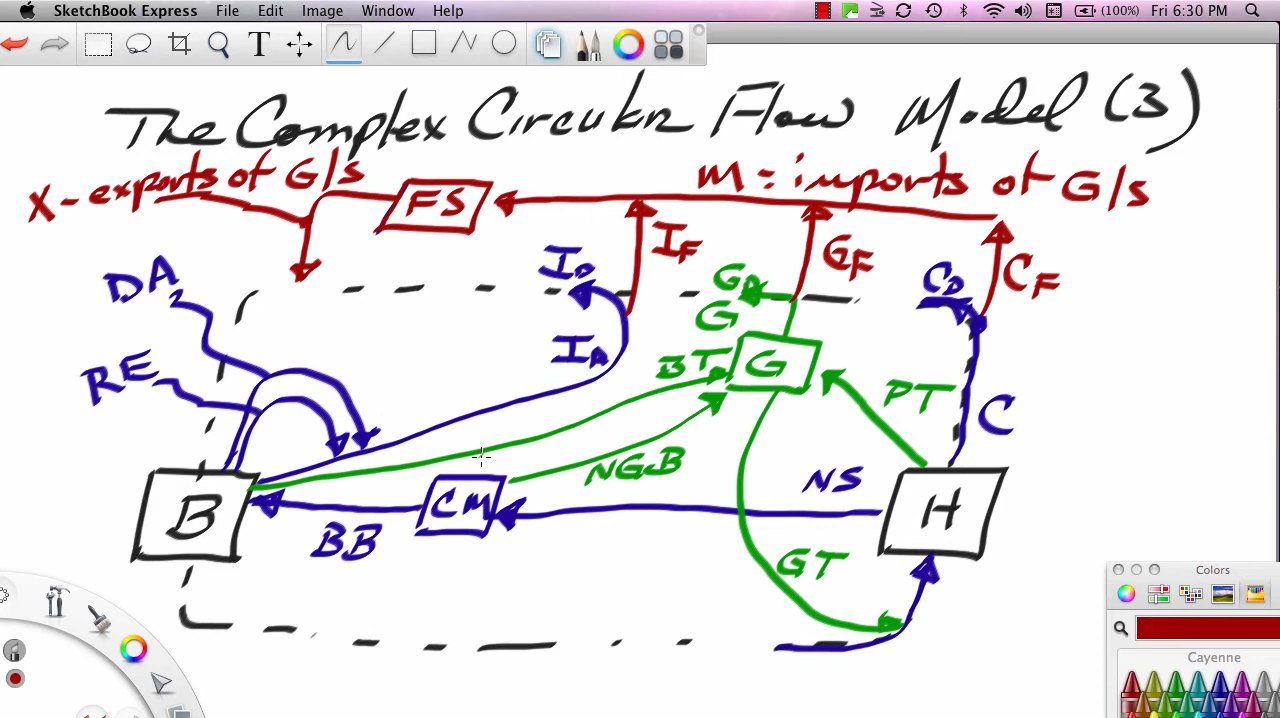 SketchBook Express File Edit Image Window Help (100%) Fri 6:30 PM
T
The Complex Circular Flow Model (3)
X - exports of G/s
FS
M = imports of G/s
IF
GF
CF
ID
GD
CD
DA
G
IA
BT
G
RE
PT
C
NGB
NS
B
CM
H
BB
GT
Colors
Cayenne